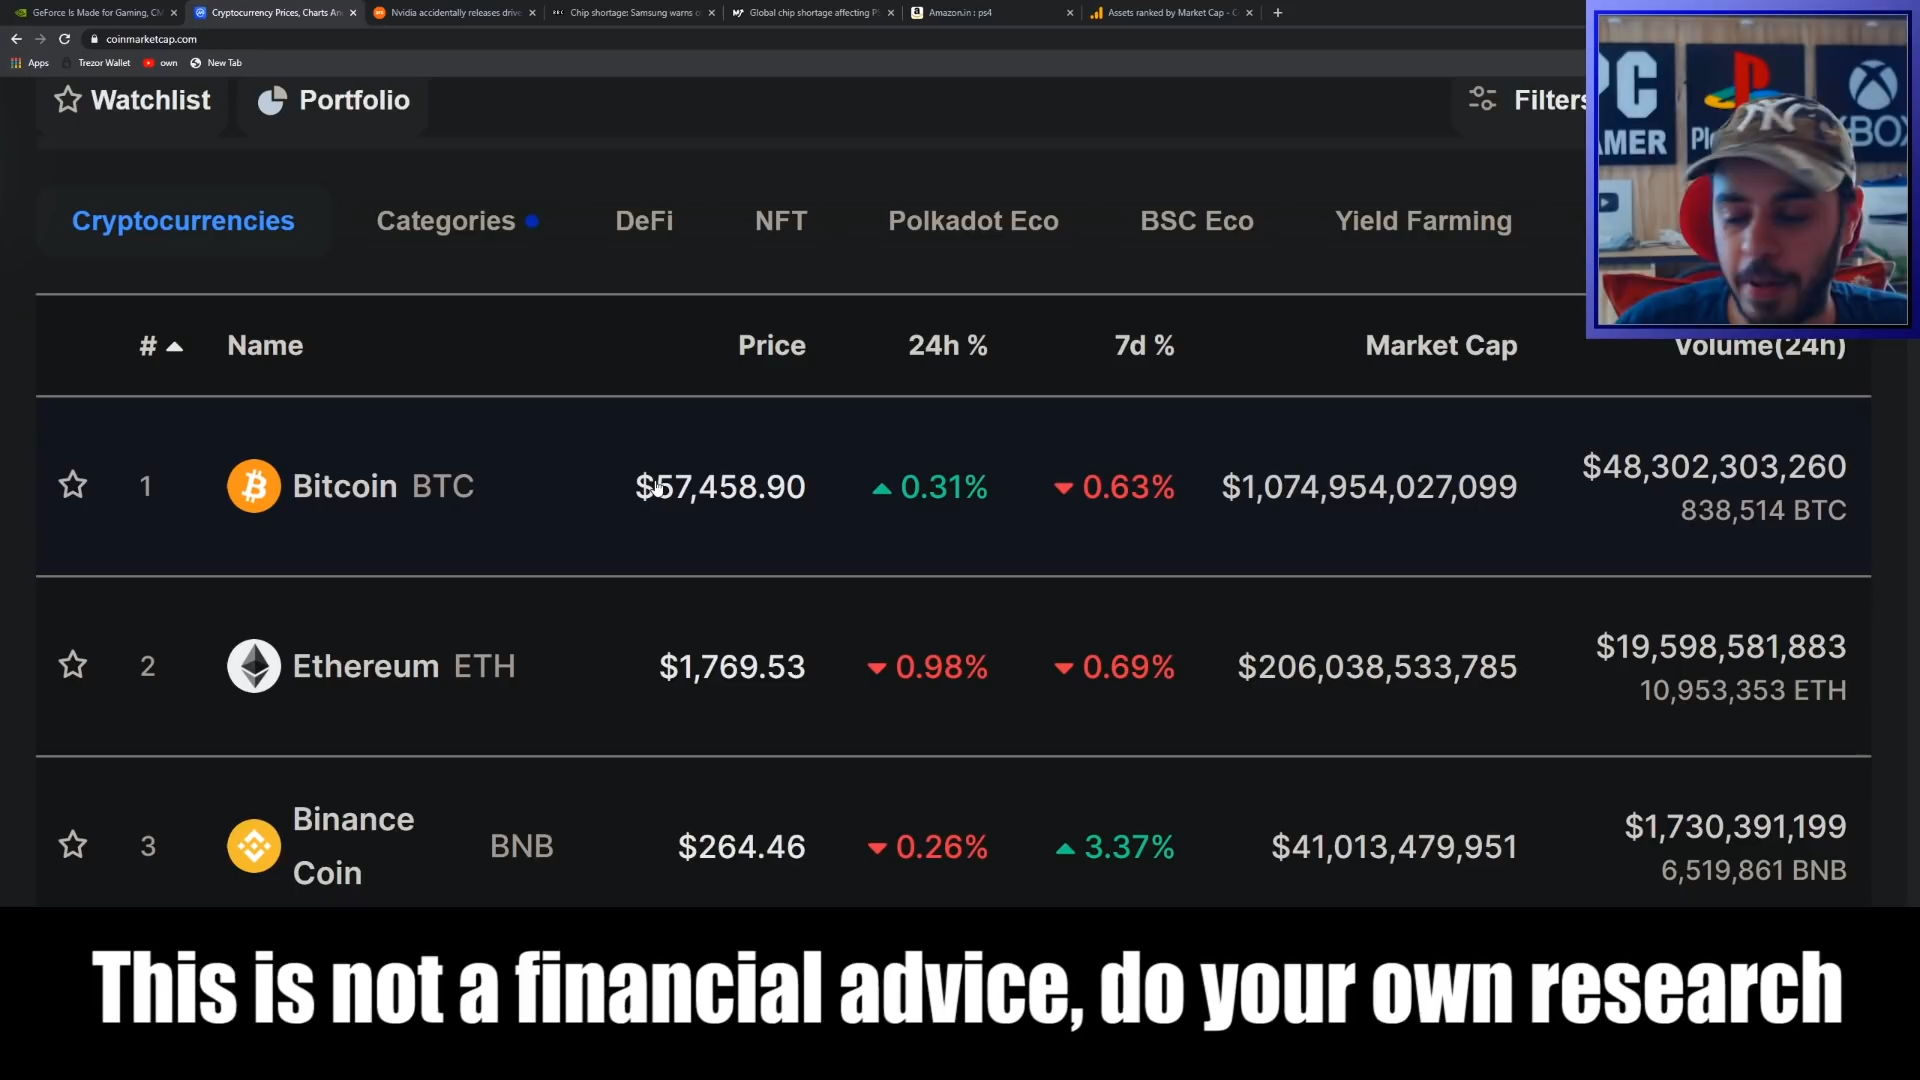 GeForce Is Made for Gaming, CM
Cryptocurrency Prices, Charts An
Nvidia accidentally releases drive
Chip shortage: Samsung warns o
Global chip shortage affecting P
Amazon.in : ps4
Assets ranked by Market Cap -
coinmarketcap.com
Apps
Trezor Wallet
own
New Tab
Watchlist
Portfolio
Filters
PC
GAMER
XBOX
Cryptocurrencies
Categories
DeFi
NFT
Polkadot Eco
BSC Eco
Yield Farming
# Name Price 24h % 7d % Market Cap Volume(24h)
1 Bitcoin BTC $57,458.90 0.31% 0.63% $1,074,954,027,099 $48,302,303,260
838,514 BTC
2 Ethereum ETH $1,769.53 0.98% 0.69% $206,038,533,785 $19,598,581,883
10,953,353 ETH
3 Binance Coin BNB $264.46 0.26% 3.37% $41,013,479,951 $1,730,391,199
6,519,861 BNB
This is not a financial advice, do your own research